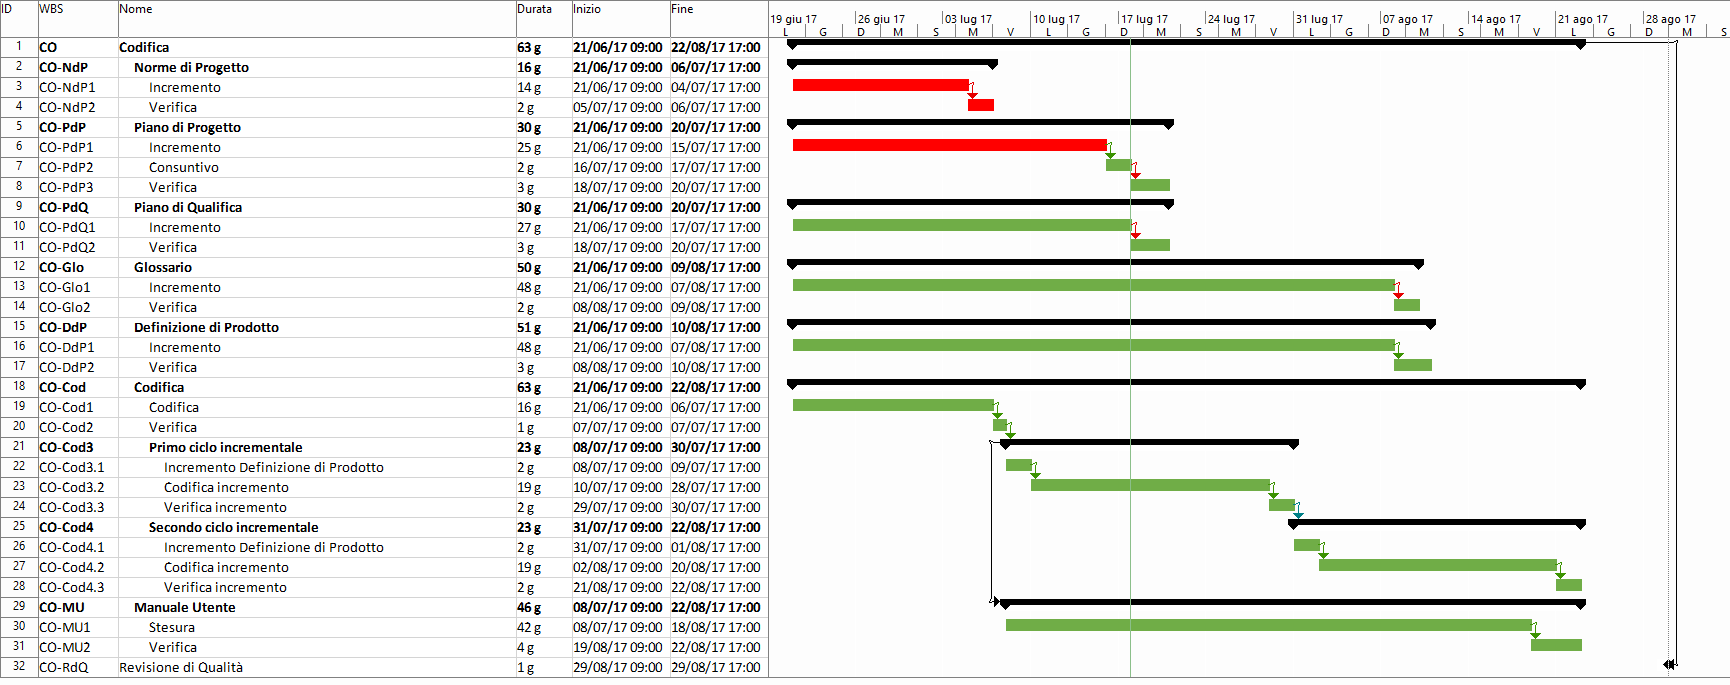 ID WBS Nome Durata Inizio Fine
19 giu 17 26 giu 17 03 lug 17 10 lug 17 17 lug 17 24 lug 17 31 lug 17 07 ago 17 14 ago 17 21 ago 17 28 ago 17
L G D M S M V L G D M S M V L G D M S M V L G D M S
1 CO Codifica 63 g 21/06/17 09:00 22/08/17 17:00
2 CO-NdP Norme di Progetto 16 g 21/06/17 09:00 06/07/17 17:00
3 CO-NdP1 Incremento 14 g 21/06/17 09:00 04/07/17 17:00
4 CO-NdP2 Verifica 2 g 05/07/17 09:00 06/07/17 17:00
5 CO-PdP Piano di Progetto 30 g 21/06/17 09:00 20/07/17 17:00
6 CO-PdP1 Incremento 25 g 21/06/17 09:00 15/07/17 17:00
7 CO-PdP2 Consuntivo 2 g 16/07/17 09:00 17/07/17 17:00
8 CO-PdP3 Verifica 3 g 18/07/17 09:00 20/07/17 17:00
9 CO-PdQ Piano di Qualifica 30 g 21/06/17 09:00 20/07/17 17:00
10 CO-PdQ1 Incremento 27 g 21/06/17 09:00 17/07/17 17:00
11 CO-PdQ2 Verifica 3 g 18/07/17 09:00 20/07/17 17:00
12 CO-Glo Glossario 50 g 21/06/17 09:00 09/08/17 17:00
13 CO-Glo1 Incremento 48 g 21/06/17 09:00 07/08/17 17:00
14 CO-Glo2 Verifica 2 g 08/08/17 09:00 09/08/17 17:00
15 CO-DdP Definizione di Prodotto 51 g 21/06/17 09:00 10/08/17 17:00
16 CO-DdP1 Incremento 48 g 21/06/17 09:00 07/08/17 17:00
17 CO-DdP2 Verifica 3 g 08/08/17 09:00 10/08/17 17:00
18 CO-Cod Codifica 63 g 21/06/17 09:00 22/08/17 17:00
19 CO-Cod1 Codifica 16 g 21/06/17 09:00 06/07/17 17:00
20 CO-Cod2 Verifica 1 g 07/07/17 09:00 07/07/17 17:00
21 CO-Cod3 Primo ciclo incrementale 23 g 08/07/17 09:00 30/07/17 17:00
22 CO-Cod3.1 Incremento Definizione di Prodotto 2 g 08/07/17 09:00 09/07/17 17:00
23 CO-Cod3.2 Codifica incremento 19 g 10/07/17 09:00 28/07/17 17:00
24 CO-Cod3.3 Verifica incremento 2 g 29/07/17 09:00 30/07/17 17:00
25 CO-Cod4 Secondo ciclo incrementale 23 g 31/07/17 09:00 22/08/17 17:00
26 CO-Cod4.1 Incremento Definizione di Prodotto 2 g 31/07/17 09:00 01/08/17 17:00
27 CO-Cod4.2 Codifica incremento 19 g 02/08/17 09:00 20/08/17 17:00
28 CO-Cod4.3 Verifica incremento 2 g 21/08/17 09:00 22/08/17 17:00
29 CO-MU Manuale Utente 46 g 08/07/17 09:00 22/08/17 17:00
30 CO-MU1 Stesura 42 g 08/07/17 09:00 18/08/17 17:00
31 CO-MU2 Verifica 4 g 19/08/17 09:00 22/08/17 17:00
32 CO-RdQ Revisione di Qualità 1 g 29/08/17 09:00 29/08/17 17:00